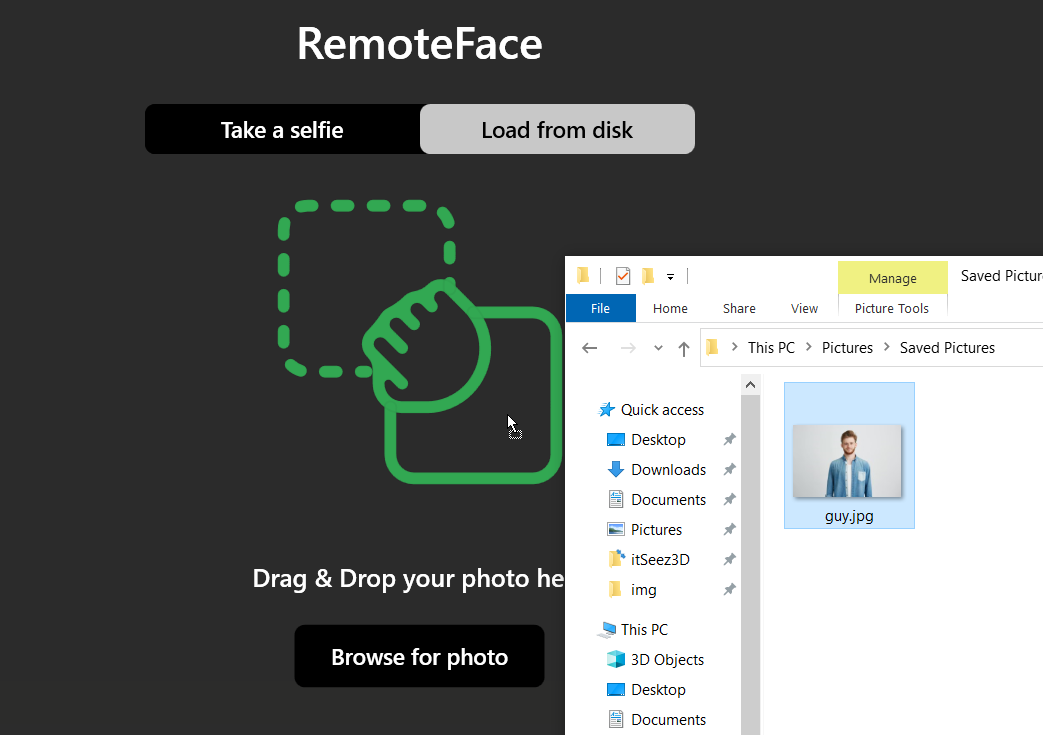 RemoteFace
Take a selfie
Load from disk
Manage
Saved Pictur
File
Home
Share
View
Picture Tools
This PC
Pictures
Saved Pictures
Quick access
Desktop
Downloads
Documents
Pictures
itSeez3D
img
This PC
3D Objects
Desktop
Documents
guy.jpg
Drag & Drop your photo he
Browse for photo